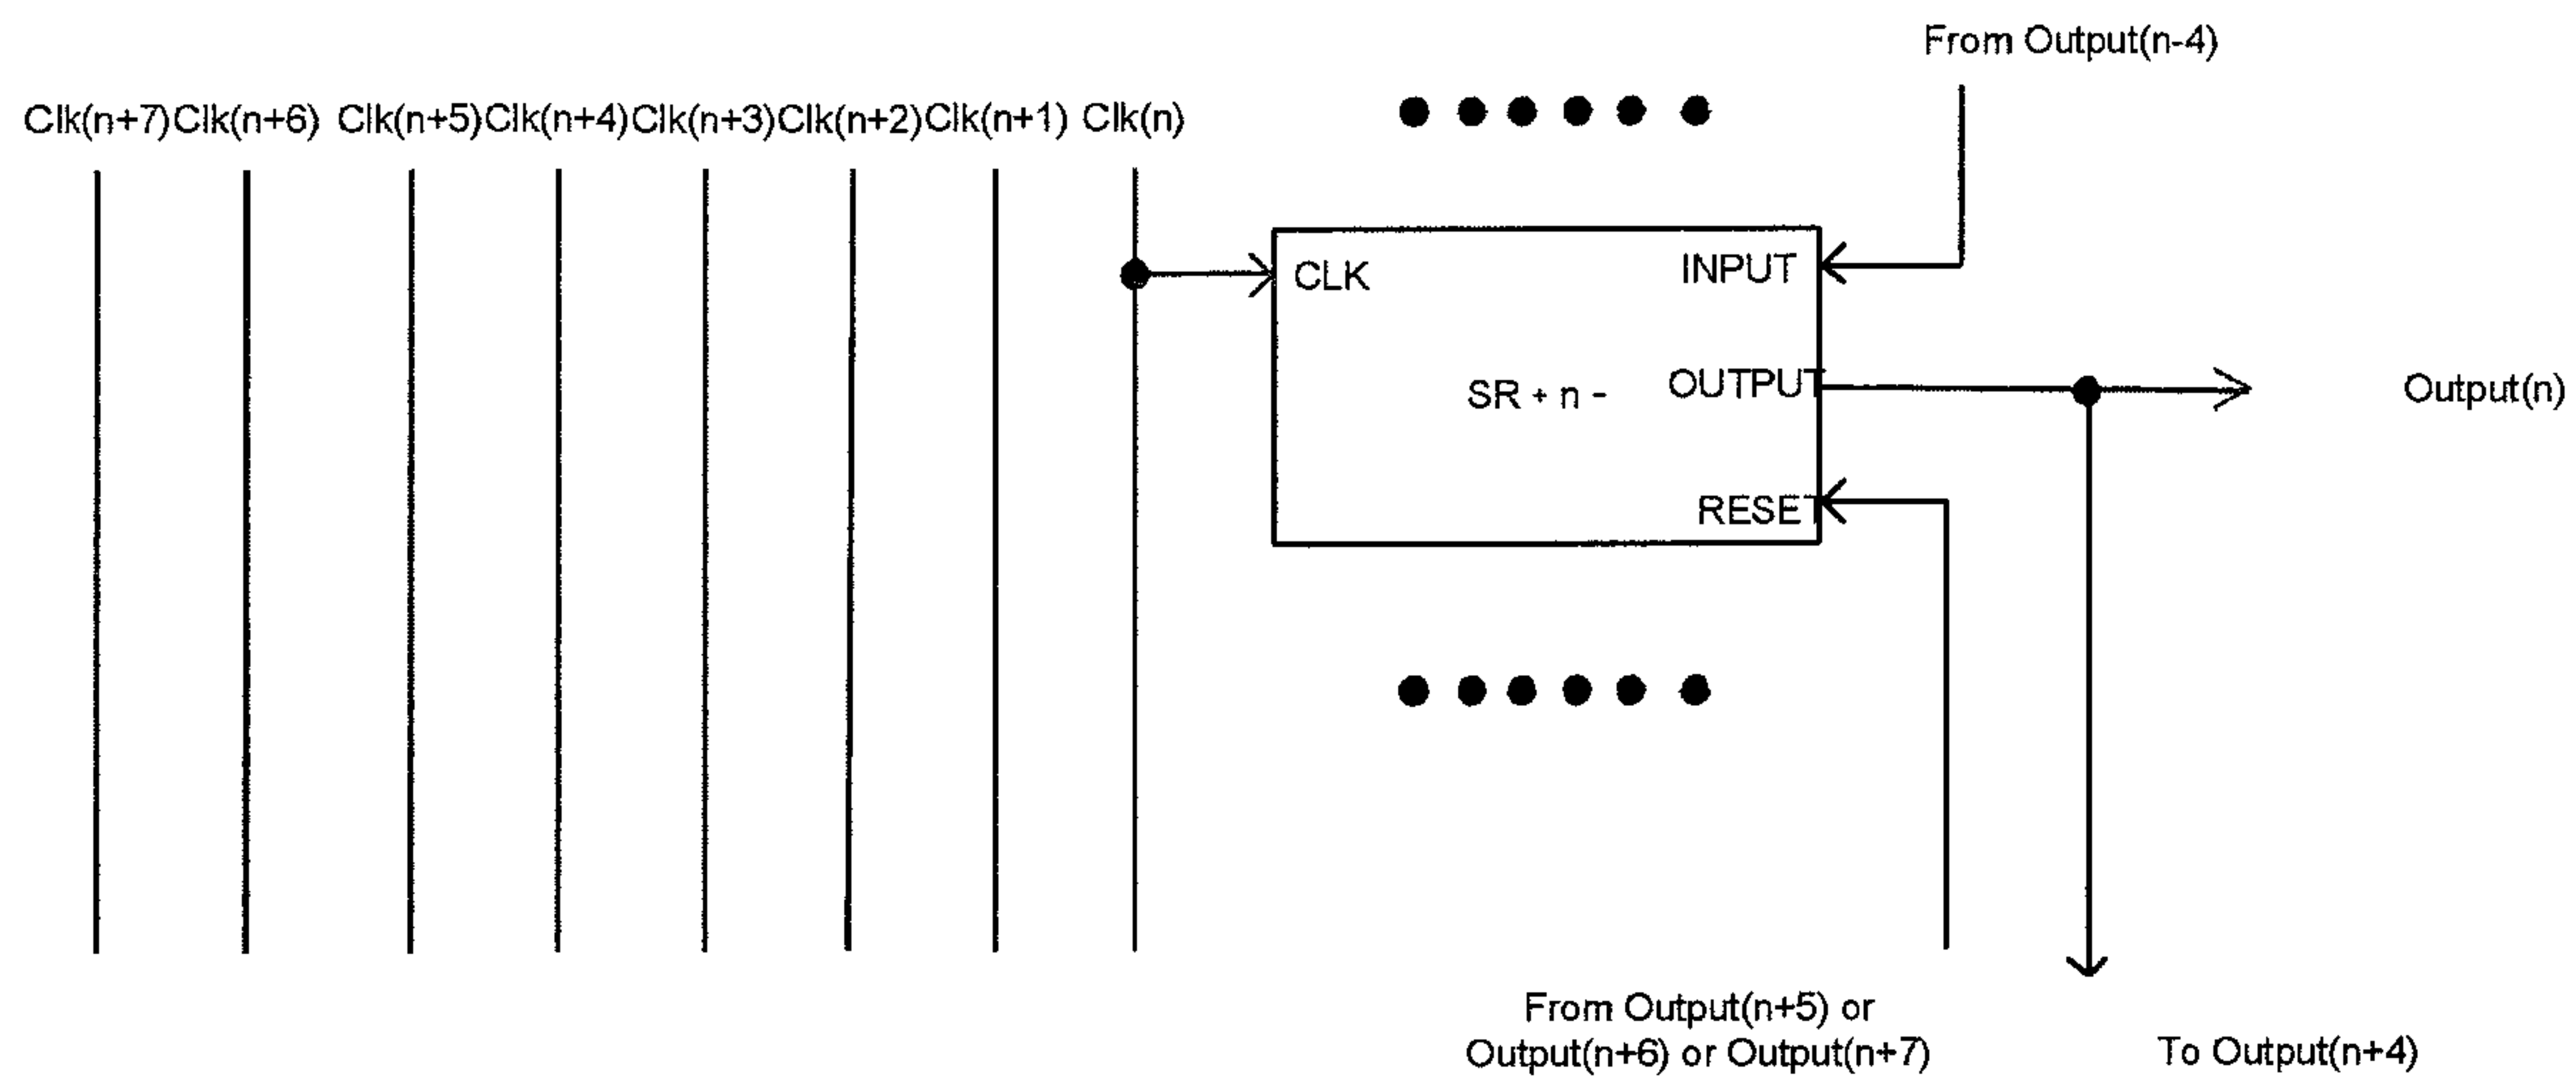 From Output(n-4)
Clk(n+7) Clk(n+6) Clk(n+5) Clk(n+4) Clk(n+3) Clk(n+2) Clk(n+1) Clk(n)
CLK
INPUT
SR + n -
OUTPUT
Output(n)
RESET
From Output(n+5) or
Output(n+6) or Output(n+7)
To Output(n+4)